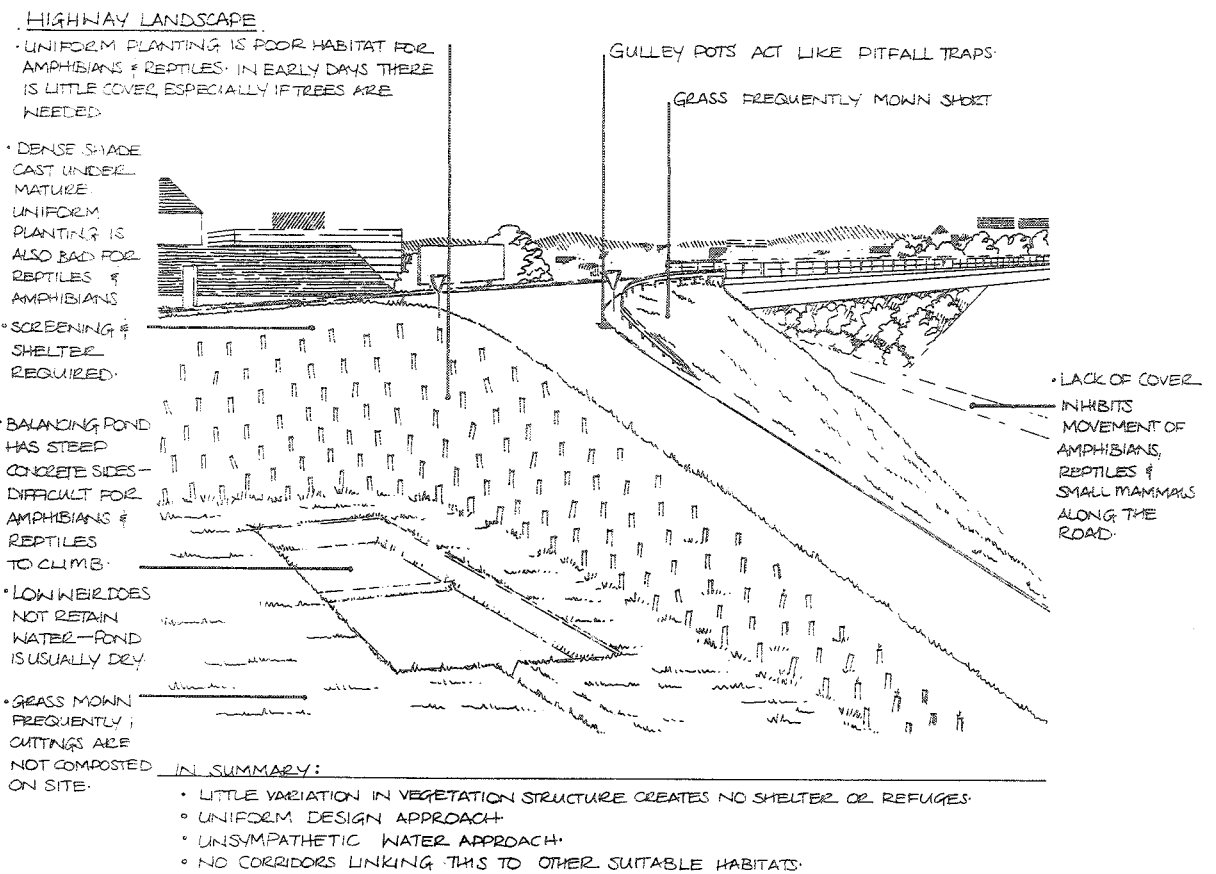 HIGHWAY LANDSCAPE
• UNIFORM PLANTING IS POOR HABITAT FOR
AMPHIBIANS & REPTILES. IN EARLY DAYS THERE
IS LITTLE COVER, ESPECIALLY IF TREES ARE
NEEDED
• DENSE SHADE
CAST UNDER
MATURE
UNIFORM
PLANTING IS
ALSO BAD FOR
REPTILES &
AMPHIBIANS
• SCREENING &
SHELTER
REQUIRED.
• BALANCING POND
HAS STEEP
CONCRETE SIDES—
DIFFICULT FOR
AMPHIBIANS &
REPTILES
TO CLIMB.
• LOW WEIR DOES
NOT RETAIN
WATER—POND
IS USUALLY DRY.
• GRASS MOWN
FREQUENTLY;
CUTTINGS ARE
NOT COMPOSTED
ON SITE.
GULLEY POTS ACT LIKE PITFALL TRAPS.
GRASS FREQUENTLY MOWN SHORT
• LACK OF COVER
INHIBITS
MOVEMENT OF
AMPHIBIANS,
REPTILES &
SMALL MAMMALS
ALONG THE
ROAD.
IN SUMMARY:
• LITTLE VARIATION IN VEGETATION STRUCTURE CREATES NO SHELTER OR REFUGES.
• UNIFORM DESIGN APPROACH
• UNSYMPATHETIC WATER APPROACH.
• NO CORRIDORS LINKING THIS TO OTHER SUITABLE HABITATS.